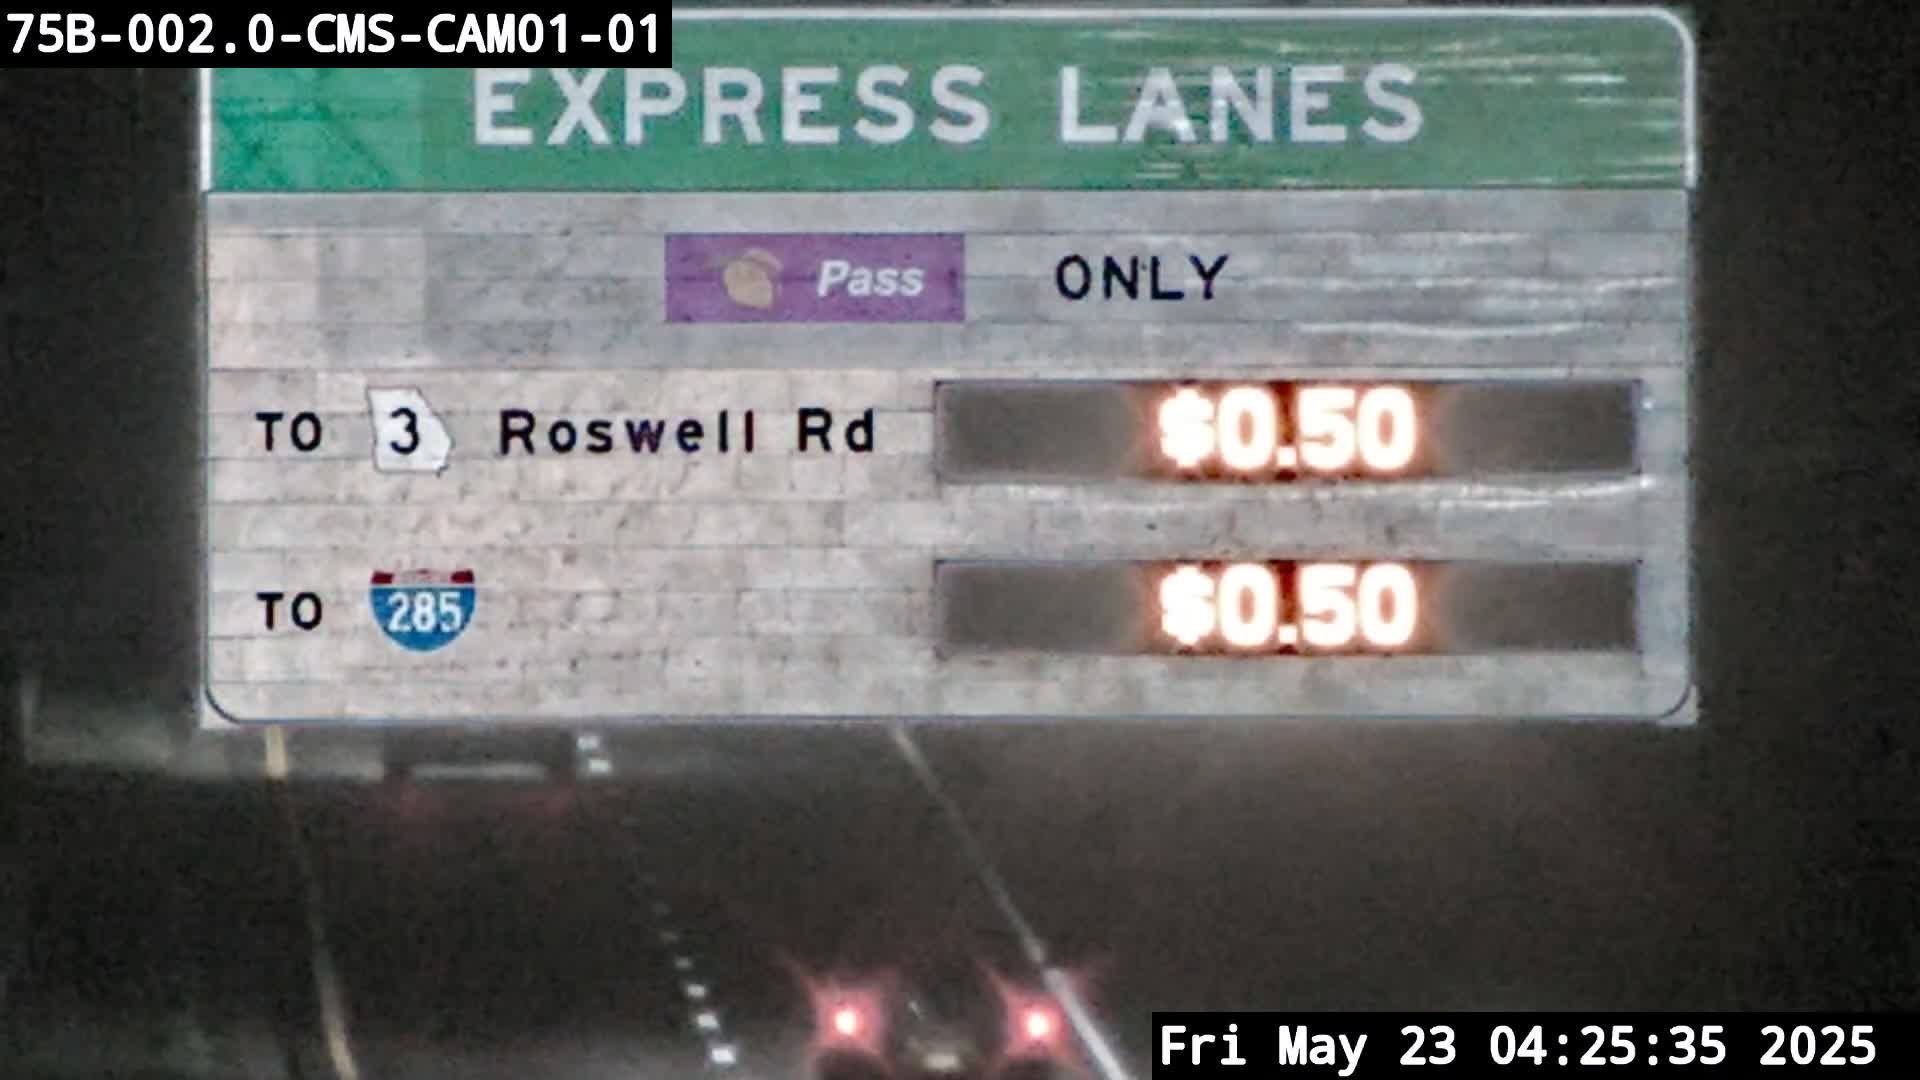 75B-002.0-CMS-CAM01-01
EXPRESS LANES
Pass ONLY
TO 3 Roswell Rd $0.50
TO 285 $0.50
Fri May 23 04:25:35 2025